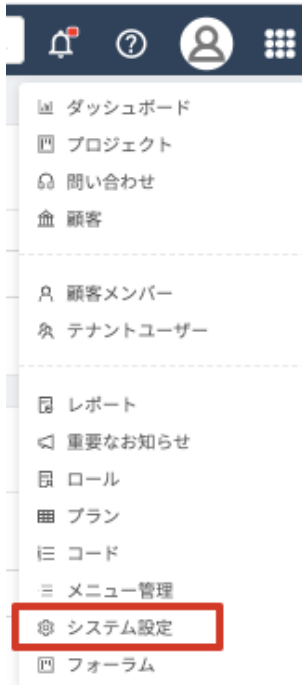 ダッシュボード
プロジェクト
問い合わせ
顧客
顧客メンバー
テナントユーザー
レポート
重要なお知らせ
ロール
プラン
コード
メニュー管理
システム設定
フォーラム